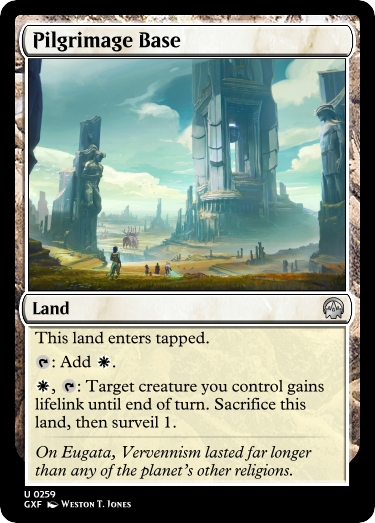 Pilgrimage Base
Land
This land enters tapped.
: Add .
, : Target creature you control gains
lifelink until end of turn. Sacrifice this
land, then surveil 1.
On Eugata, Vervennism lasted far longer
than any of the planet's other religions.
U 0259
GXF Weston T. Jones